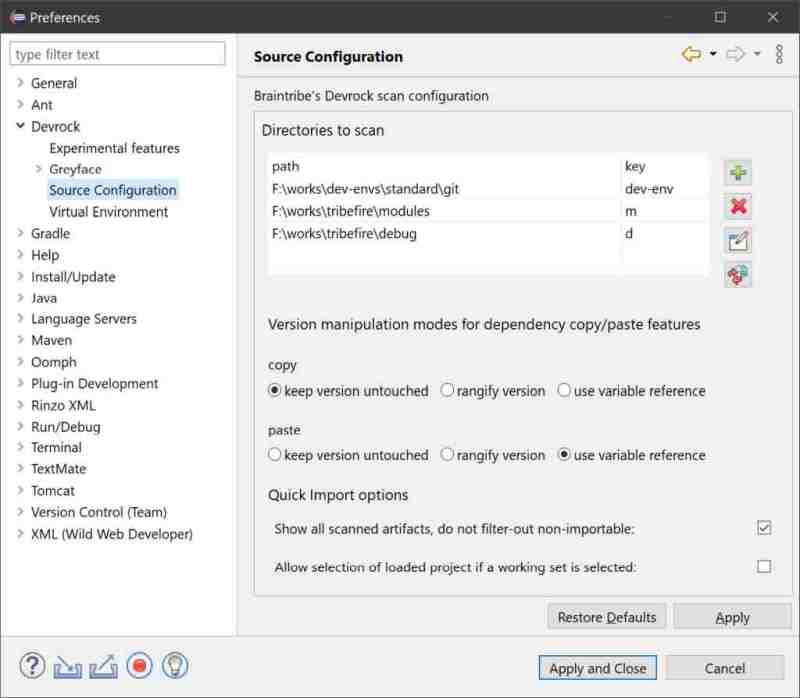 Preferences
type filter text
General
Ant
Devrock
Experimental features
Greyface
Source Configuration
Virtual Environment
Gradle
Help
Install/Update
Java
Language Servers
Maven
Oomph
Plug-in Development
Rinzo XML
Run/Debug
Terminal
TextMate
Tomcat
Version Control (Team)
XML (Wild Web Developer)
Source Configuration
Braintribe's Devrock scan configuration
Directories to scan
path key
F:\works\dev-envs\standard\git dev-env
F:\works\tribefire\modules m
F:\works\tribefire\debug d
Version manipulation modes for dependency copy/paste features
copy
keep version untouched rangify version use variable reference
paste
keep version untouched rangify version use variable reference
Quick Import options
Show all scanned artifacts, do not filter-out non-importable:
Allow selection of loaded project if a working set is selected:
Restore Defaults Apply
? Apply and Close Cancel